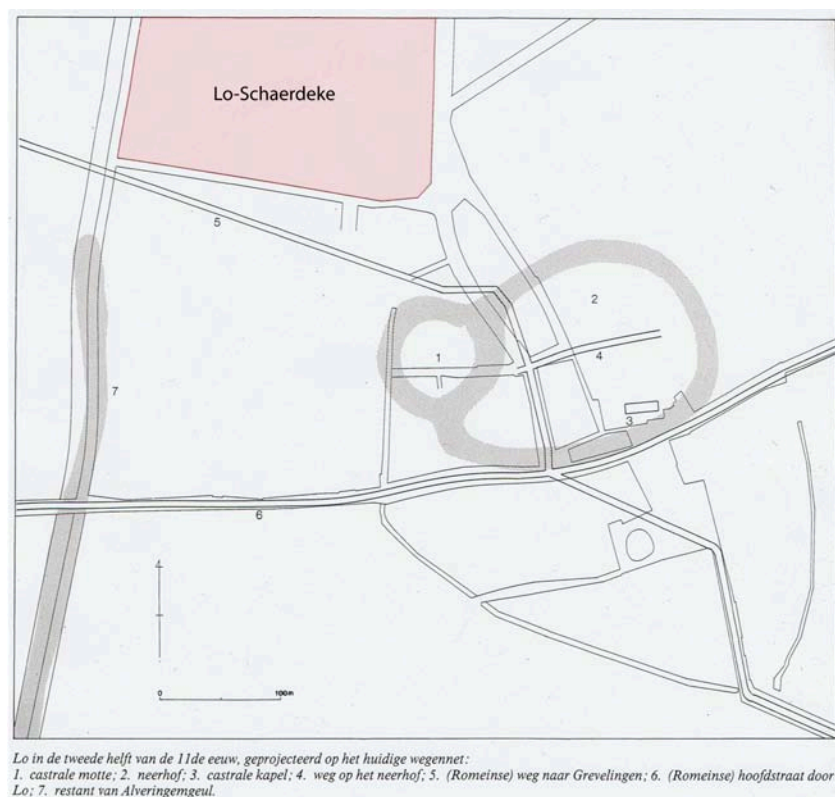 Lo-Schaerdeke
5
2
1
4
7
3
6
4
0
100m
Lo in de tweede helft van de 11de eeuw, geprojecteerd op het huidige wegennet:
1. castrale motte; 2. neerhof; 3. castrale kapel; 4. weg op het neerhof; 5. (Romeinse) weg naar Grevelingen; 6. (Romeinse) hoofdstraat door
Lo; 7. restant van Alveringemgeul.